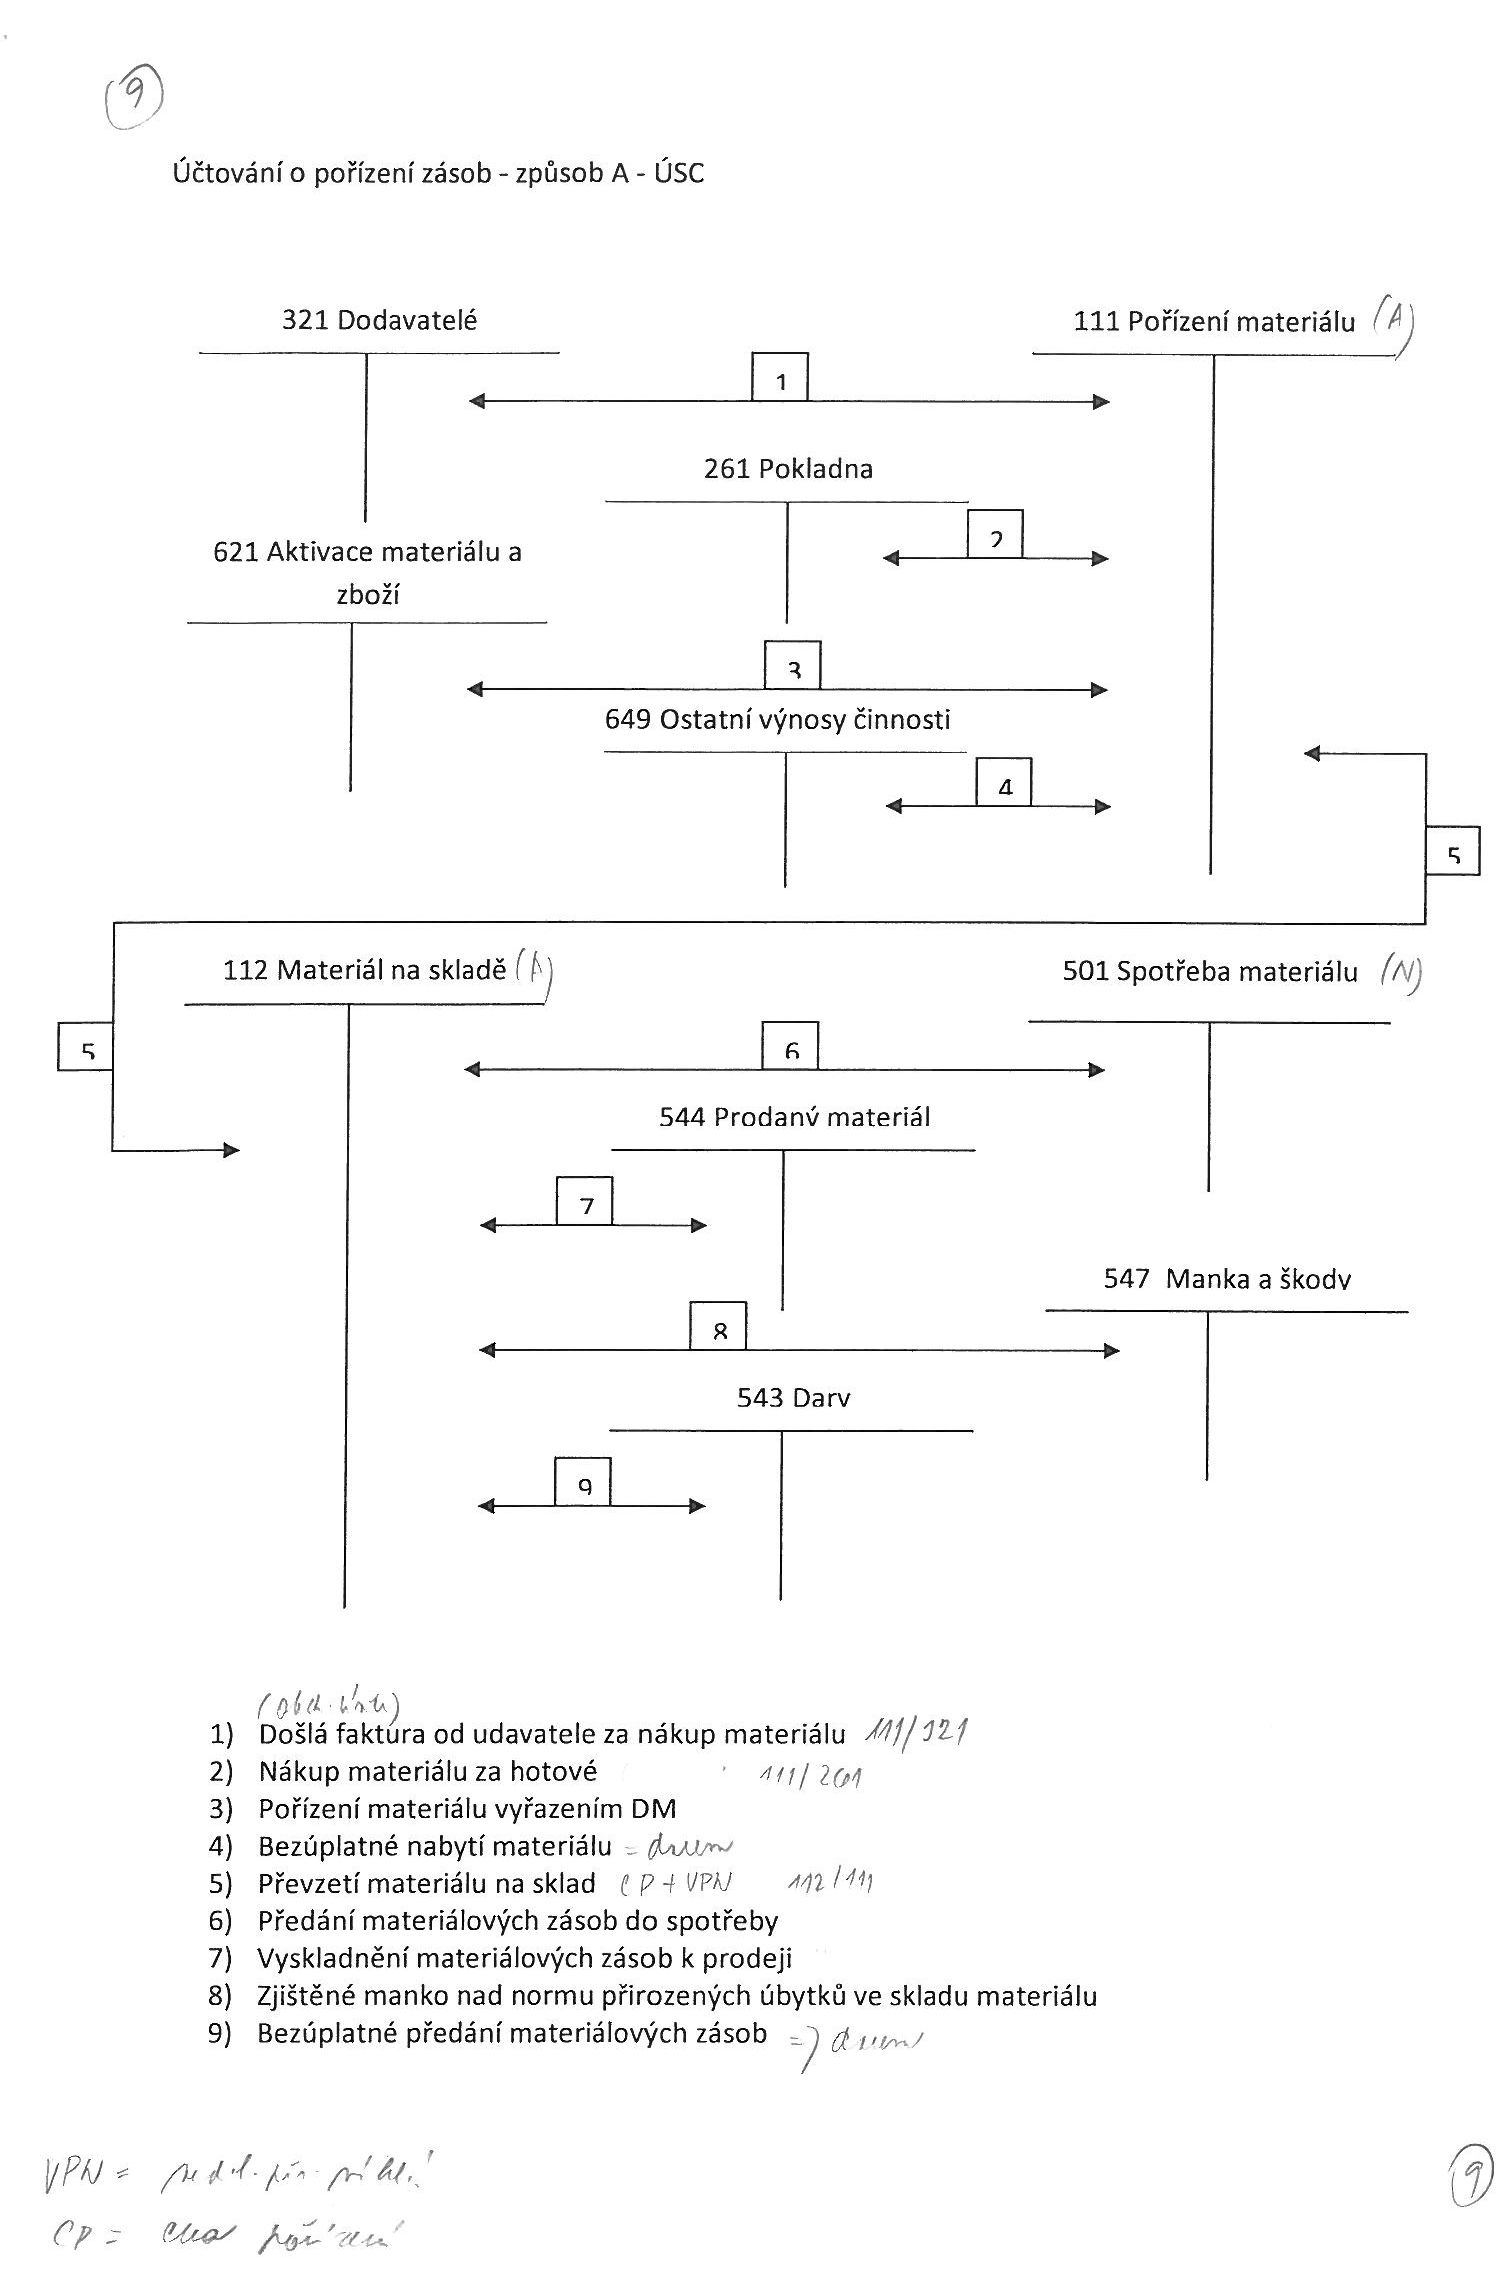 9
Účtování o pořízení zásob - způsob A - ÚSC
321 Dodavatelé
111 Pořízení materiálu (A)
1
261 Pokladna
2
621 Aktivace materiálu a
zboží
3
649 Ostatní výnosy činnosti
4
5
112 Materiál na skladě (A)
501 Spotřeba materiálu (N)
5
6
544 Prodaný materiál
7
547 Manka a škody
8
543 Dary
9
1) Došlá faktura od udavatele za nákup materiálu 111/321
2) Nákup materiálu za hotové 111/261
3) Pořízení materiálu vyřazením DM
4) Bezúplatné nabytí materiálu = darem
5) Převzetí materiálu na sklad CP + VPN 112/111
6) Předání materiálových zásob do spotřeby
7) Vyskladnění materiálových zásob k prodeji
8) Zjištěné manko nad normu přirozených úbytků ve skladu materiálu
9) Bezúplatné předání materiálových zásob => darem
VPN =
CP = cena pořízení
9